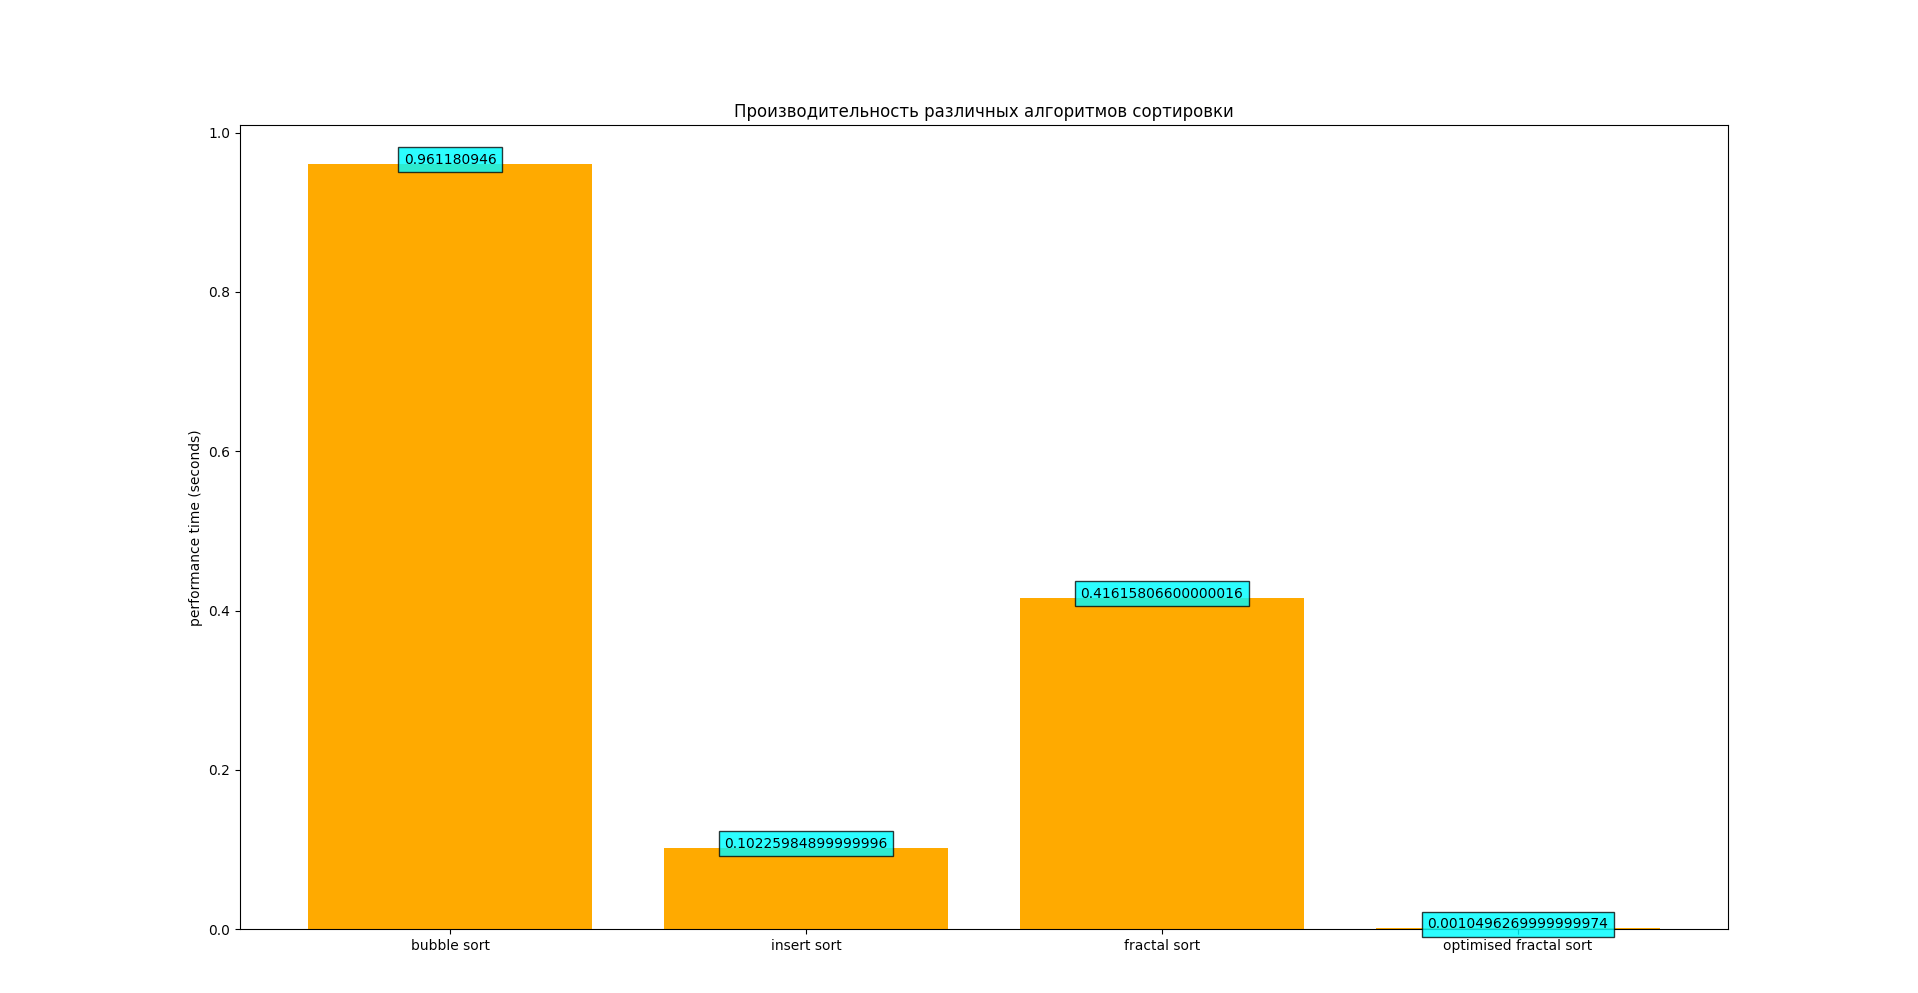 Производительность различных алгоритмов сортировки
1.0
0.8
0.6
0.4
0.2
0.0
performance time (seconds)
0.961180946
0.10225984899999996
0.41615806600000016
0.0010496269999999974
bubble sort
insert sort
fractal sort
optimised fractal sort